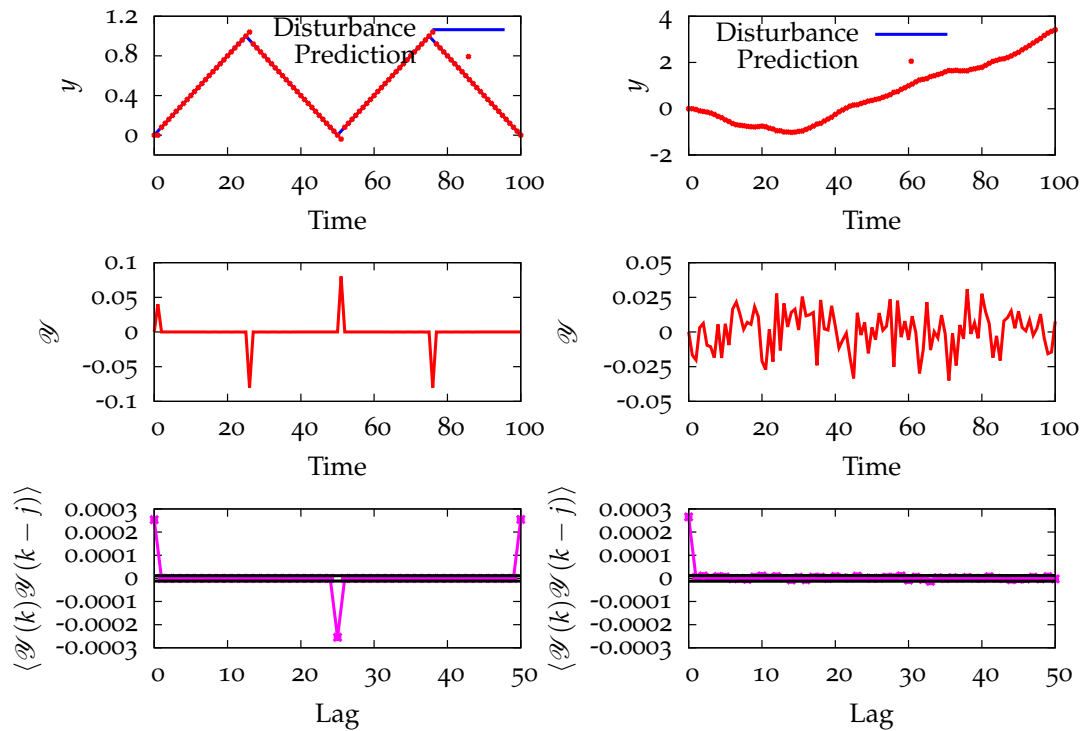 1.2
0.8
0.4
0
y
Disturbance
Prediction
0 20 40 60 80 100
Time
4
2
0
-2
y
Disturbance
Prediction
0 20 40 60 80 100
Time
0.1
0.05
0
-0.05
-0.1
𝒴
0 20 40 60 80 100
Time
0.05
0.025
0
-0.025
-0.05
𝒴
0 20 40 60 80 100
Time
0.0003
0.0002
0.0001
0
-0.0001
-0.0002
-0.0003
⟨𝒴(k)𝒴(k − j)⟩
0 10 20 30 40 50
Lag
0.0003
0.0002
0.0001
0
-0.0001
-0.0002
-0.0003
⟨𝒴(k)𝒴(k − j)⟩
0 10 20 30 40 50
Lag